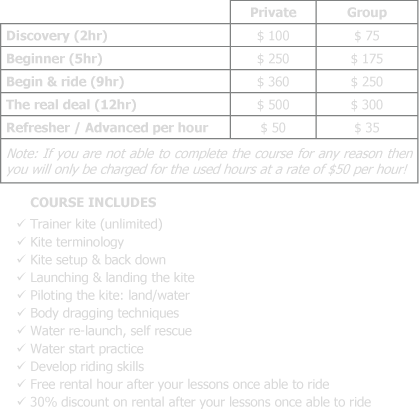 Private Group
Discovery (2hr) $ 100 $ 75
Beginner (5hr) $ 250 $ 175
Begin & ride (9hr) $ 360 $ 250
The real deal (12hr) $ 500 $ 300
Refresher / Advanced per hour $ 50 $ 35
Note: If you are not able to complete the course for any reason then
you will only be charged for the used hours at a rate of $50 per hour!
COURSE INCLUDES
✓ Trainer kite (unlimited)
✓ Kite terminology
✓ Kite setup & back down
✓ Launching & landing the kite
✓ Piloting the kite: land/water
✓ Body dragging techniques
✓ Water re-launch, self rescue
✓ Water start practice
✓ Develop riding skills
✓ Free rental hour after your lessons once able to ride
✓ 30% discount on rental after your lessons once able to ride